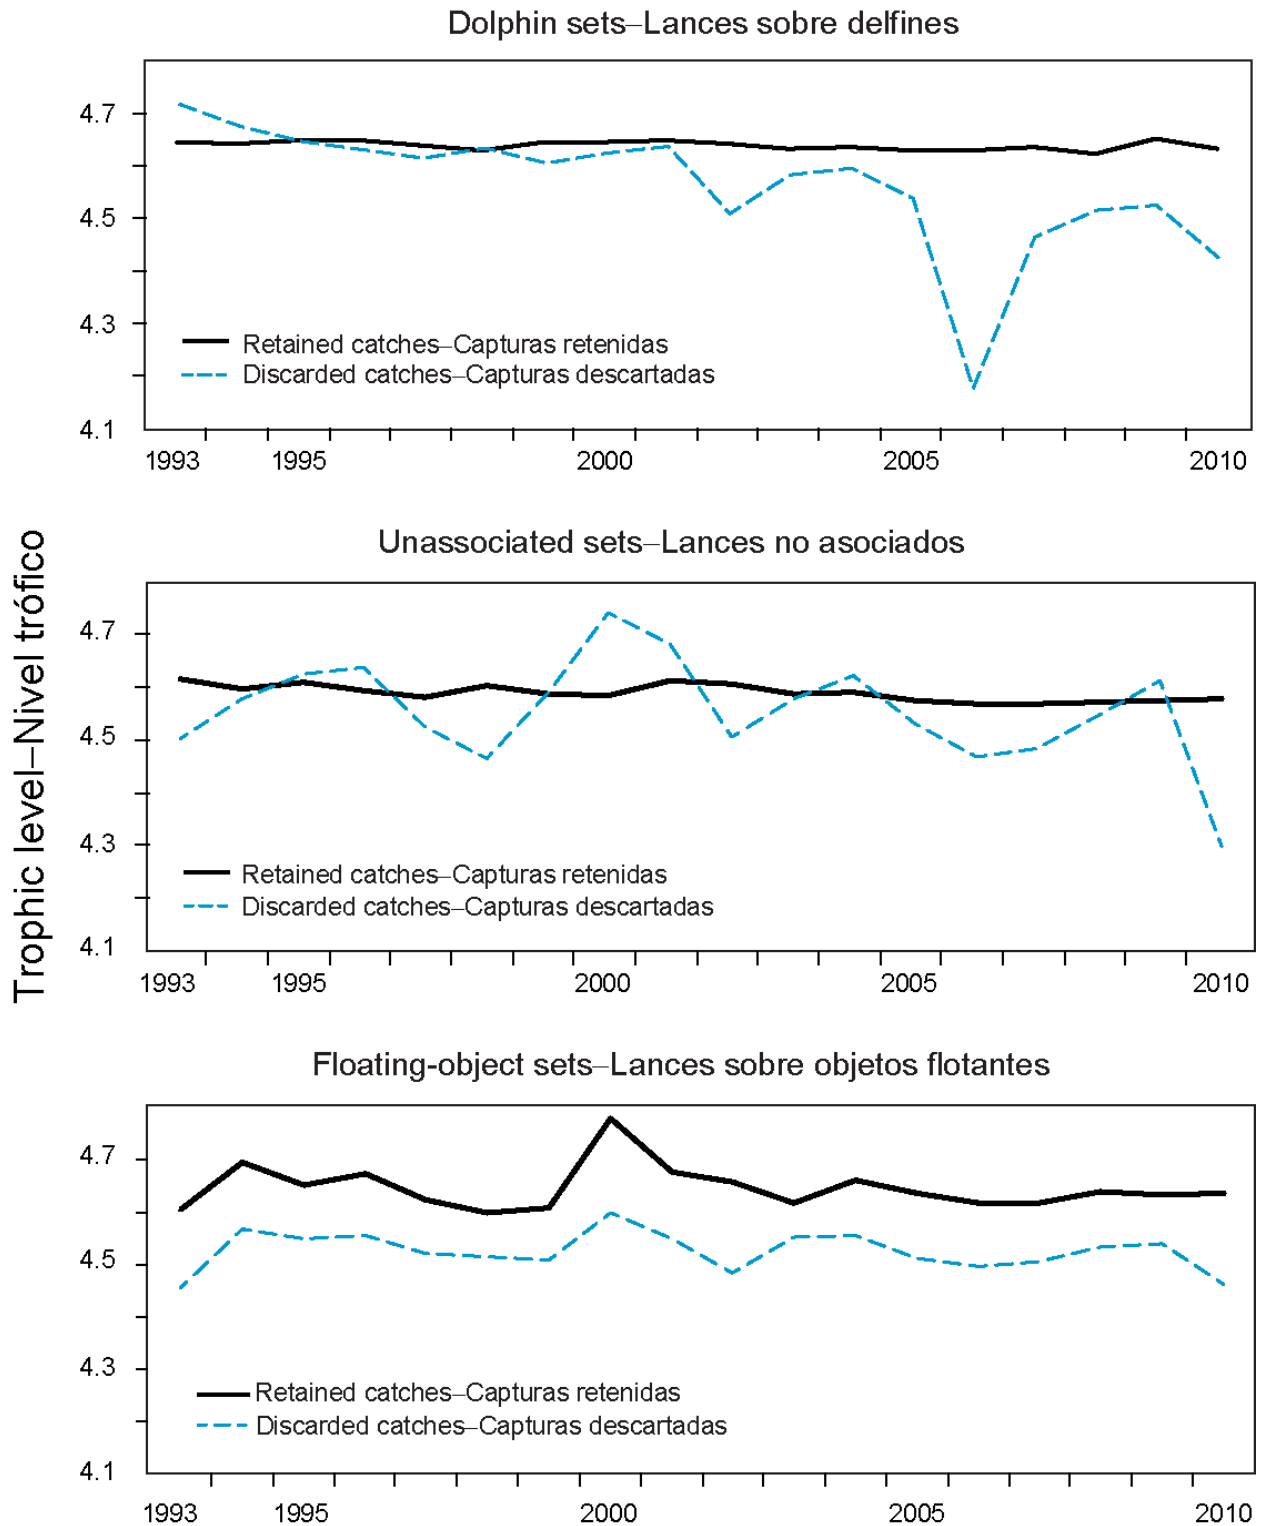 Dolphin sets–Lances sobre delfines
4.7
4.5
4.3
4.1
Retained catches–Capturas retenidas
Discarded catches–Capturas descartadas
1993 1995 2000 2005 2010
Trophic level–Nivel trófico
Unassociated sets–Lances no asociados
4.7
4.5
4.3
4.1
Retained catches–Capturas retenidas
Discarded catches–Capturas descartadas
1993 1995 2000 2005 2010
Floating-object sets–Lances sobre objetos flotantes
4.7
4.5
4.3
4.1
Retained catches–Capturas retenidas
Discarded catches–Capturas descartadas
1993 1995 2000 2005 2010